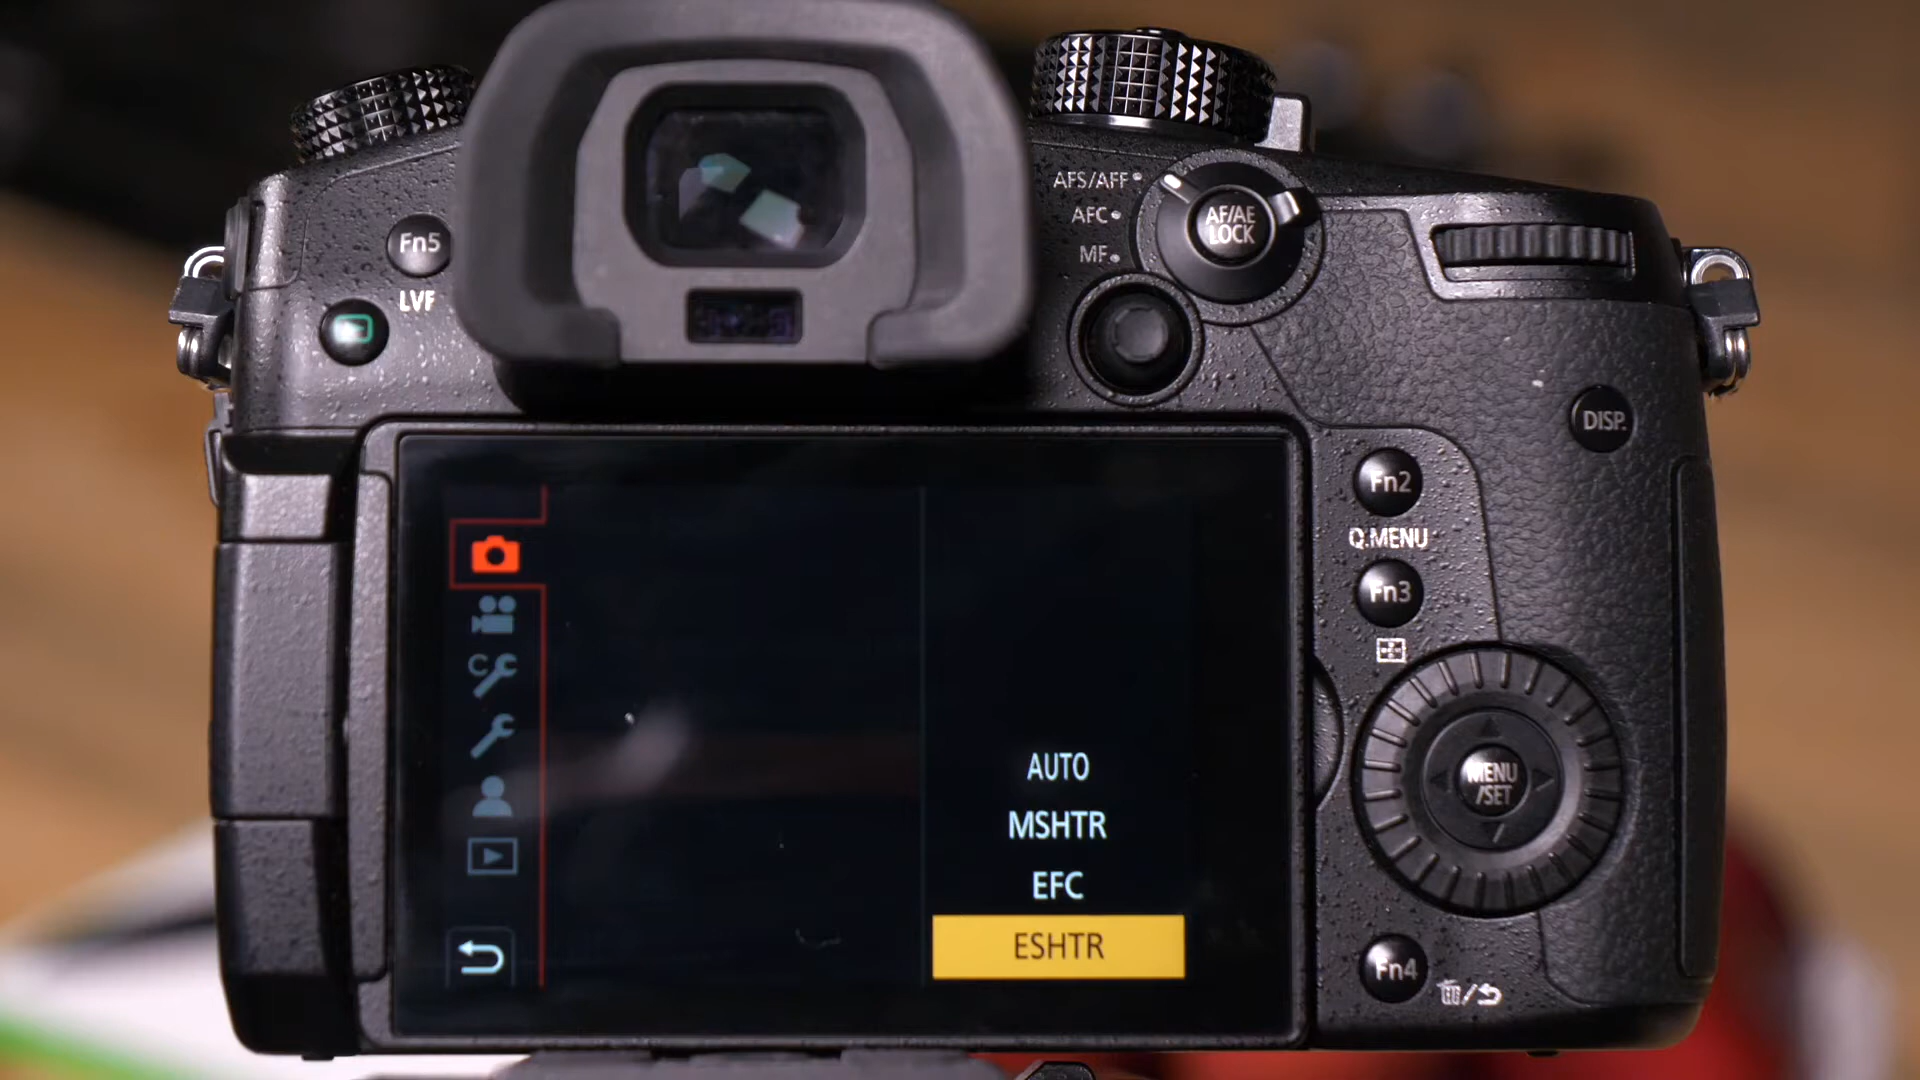 AFS/AFF
AFC
MF
AF/AE
LOCK
Fn5
LVF
DISP.
Fn2
Q.MENU
Fn3
C
AUTO
MSHTR
EFC
ESHTR
MENU
/SET
Fn4